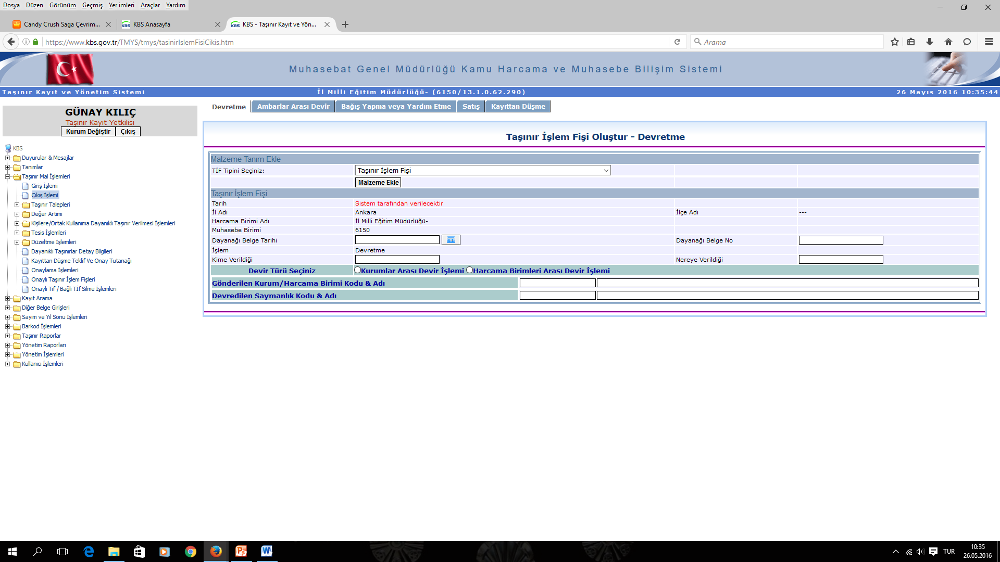 Dosya Düzen Görünüm Geçmiş Yer imleri Araçlar Yardım
Candy Crush Saga Çevrim...
KBS Anasayfa
KBS - Taşınır Kayıt ve Yön...
https://www.kbs.gov.tr/TMYS/tmys/tasinirIslemFisiCikis.htm
Arama
Muhasebat Genel Müdürlüğü Kamu Harcama ve Muhasebe Bilişim Sistemi
Taşınır Kayıt ve Yönetim Sistemi
İl Milli Eğitim Müdürlüğü- (6150/13.1.0.62.290)
26 Mayıs 2016 10:35:44
GÜNAY KILIÇ
Taşınır Kayıt Yetkilisi
Kurum Değiştir Çıkış
KBS
Duyurular & Mesajlar
Tanımlar
Taşınır Mal İşlemleri
Giriş İşlemi
Çıkış İşlemi
Taşınır Talepleri
Değer Artımı
Kişilere/Ortak Kullanıma Dayanıklı Taşınır Verilmesi İşlemleri
Tesis İşlemleri
Düzeltme İşlemleri
Dayanıklı Taşınırlar Detay Bilgileri
Kayıttan Düşme Teklif Ve Onay Tutanağı
Onaylama İşlemleri
Onaylı Taşınır İşlem Fişleri
Onaylı Tif / Bağlı TİF Silme İşlemleri
Kayıt Arama
Diğer Belge Girişleri
Sayım ve Yıl Sonu İşlemleri
Barkod İşlemleri
Taşınır Raporlar
Yönetim Raporları
Yönetim İşlemleri
Kullanıcı İşlemleri
Devretme Ambarlar Arası Devir Bağış Yapma veya Yardım Etme Satış Kayıttan Düşme
Taşınır İşlem Fişi Oluştur - Devretme
Malzeme Tanım Ekle
TİF Tipini Seçiniz: Taşınır İşlem Fişi
Malzeme Ekle
Taşınır İşlem Fişi
Tarih Sistem tarafından verilecektir
İl Adı Ankara İlçe Adı ---
Harcama Birimi Adı İl Milli Eğitim Müdürlüğü-
Muhasebe Birimi 6150
Dayanağı Belge Tarihi Dayanağı Belge No
İşlem Devretme
Kime Verildiği Nereye Verildiği
Devir Türü Seçiniz Kurumlar Arası Devir İşlemi Harcama Birimleri Arası Devir İşlemi
Gönderilen Kurum/Harcama Birimi Kodu & Adı
Devredilen Saymanlık Kodu & Adı
TUR
10:35
26.05.2016